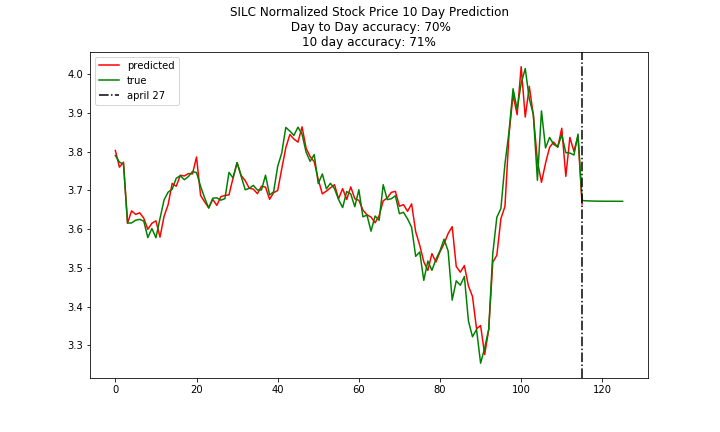 SILC Normalized Stock Price 10 Day Prediction
Day to Day accuracy: 70%
10 day accuracy: 71%
predicted
true
april 27
4.0
3.9
3.8
3.7
3.6
3.5
3.4
3.3
0 20 40 60 80 100 120